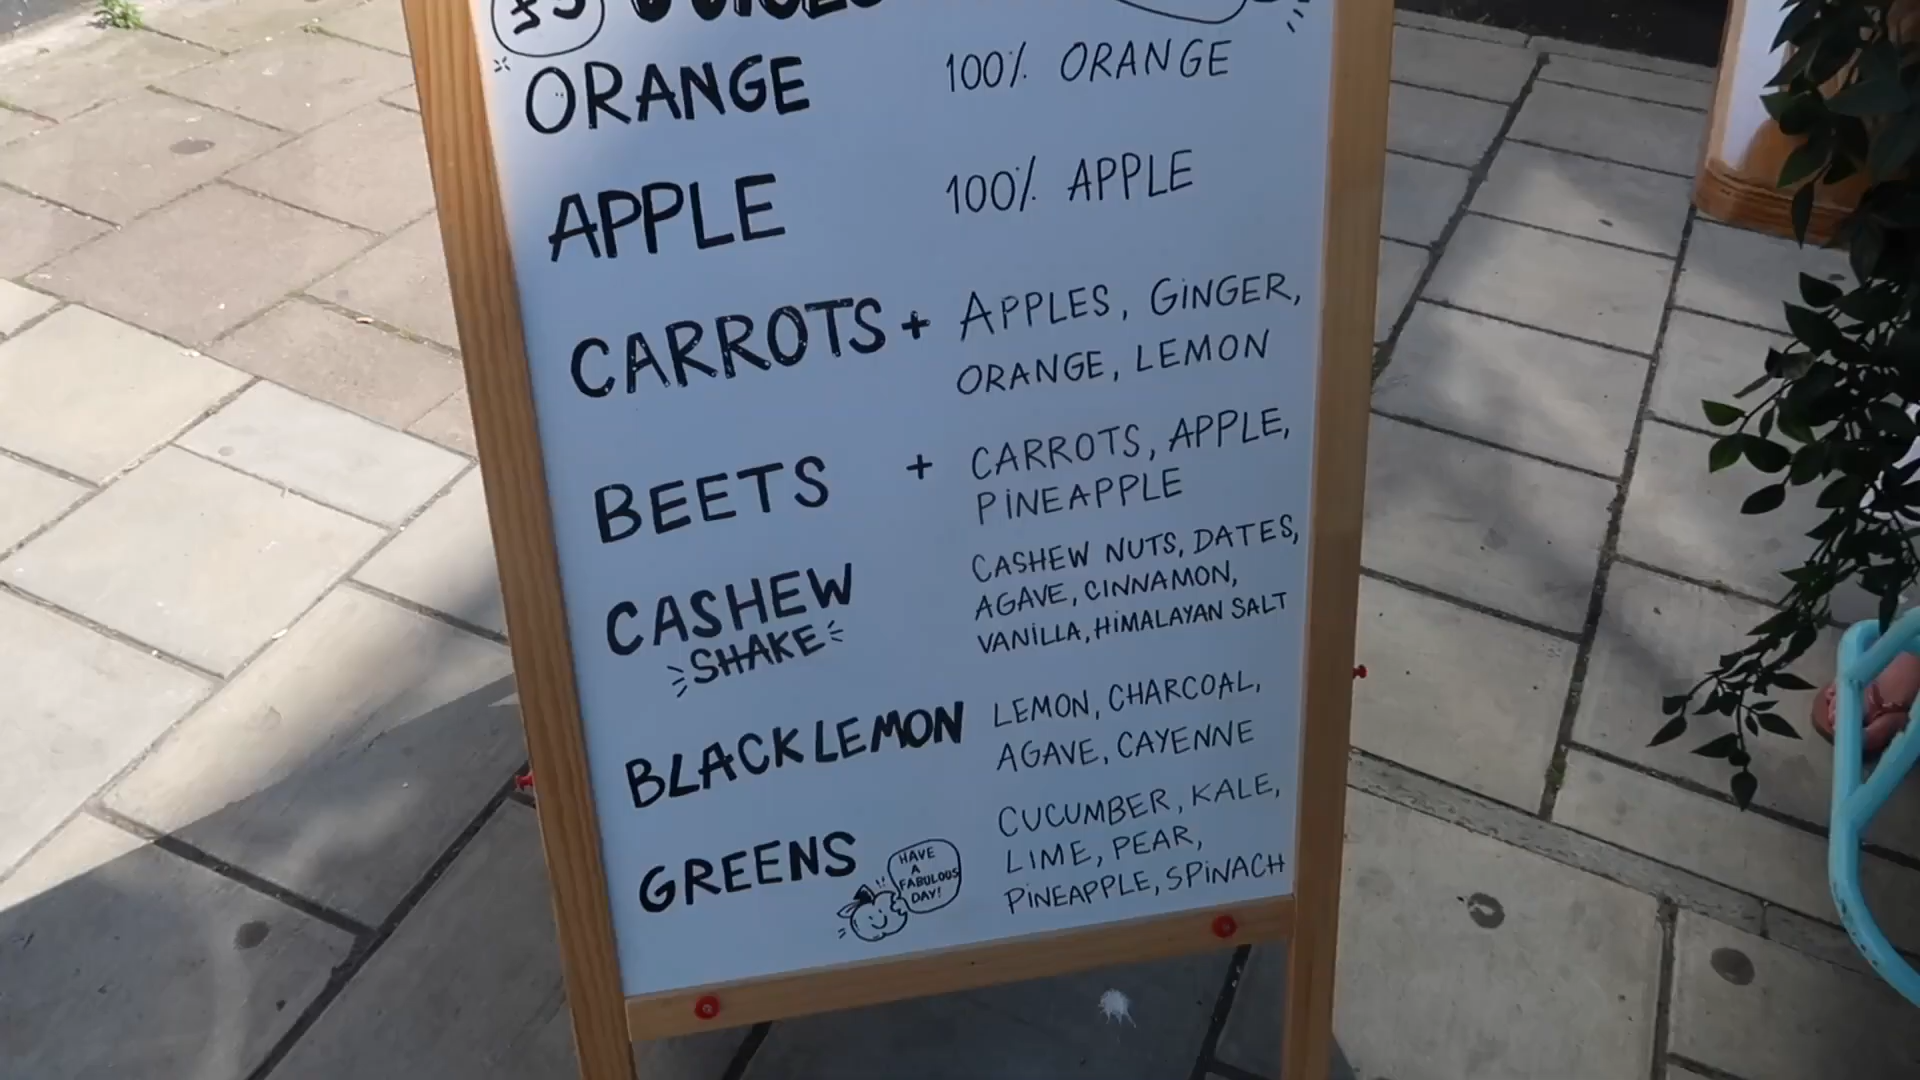 ORANGE 100% ORANGE
APPLE 100% APPLE
CARROTS + APPLES, GINGER,
ORANGE, LEMON
BEETS + CARROTS, APPLE,
PINEAPPLE
CASHEW
SHAKE
CASHEW NUTS, DATES,
AGAVE, CINNAMON,
VANILLA, HIMALAYAN SALT
BLACK LEMON
LEMON, CHARCOAL,
AGAVE, CAYENNE
GREENS
CUCUMBER, KALE,
LIME, PEAR,
PINEAPPLE, SPINACH
HAVE
A
FABULOUS
DAY!